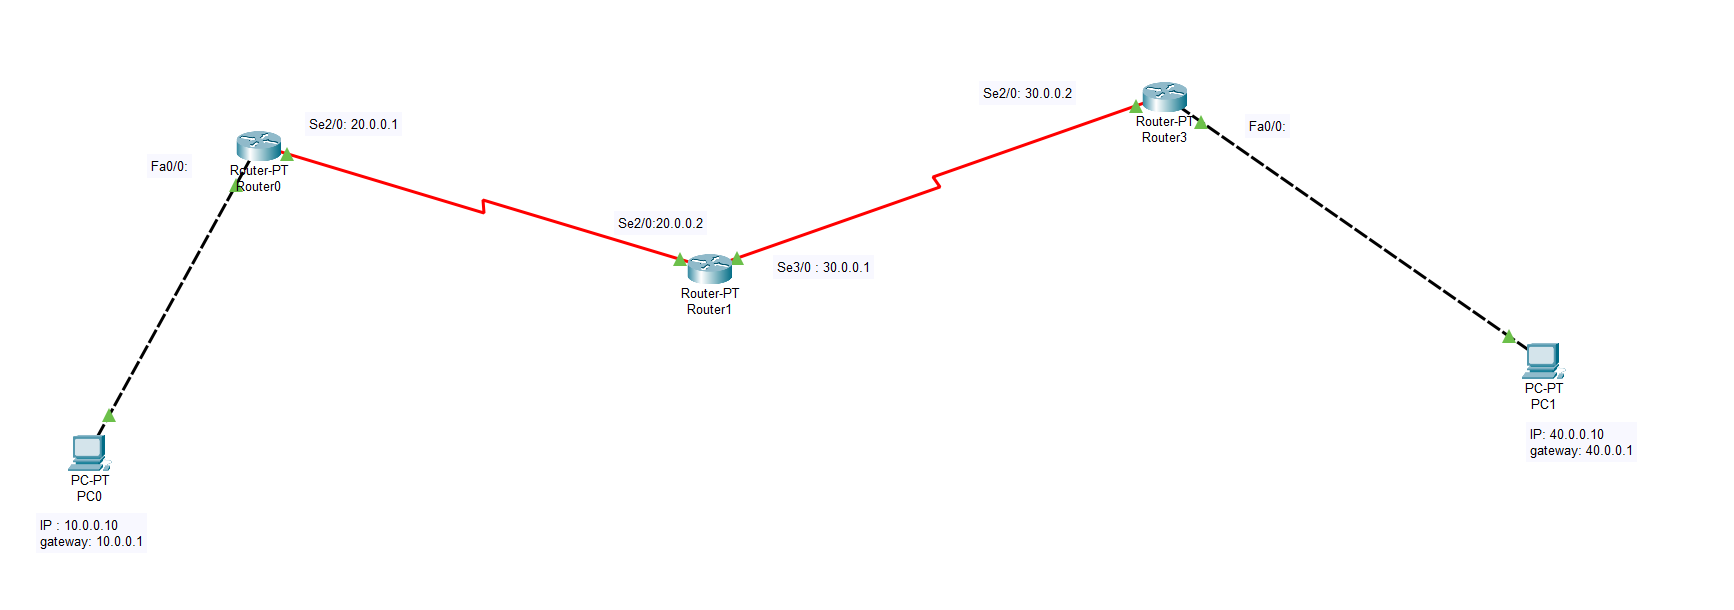 Se2/0: 30.0.0.2
Router-PT
Router3
Fa0/0:
Se2/0: 20.0.0.1
Fa0/0:
Router-PT
Router0
Se2/0:20.0.0.2
Se3/0 : 30.0.0.1
Router-PT
Router1
PC-PT
PC1
IP: 40.0.0.10
gateway: 40.0.0.1
PC-PT
PC0
IP : 10.0.0.10
gateway: 10.0.0.1